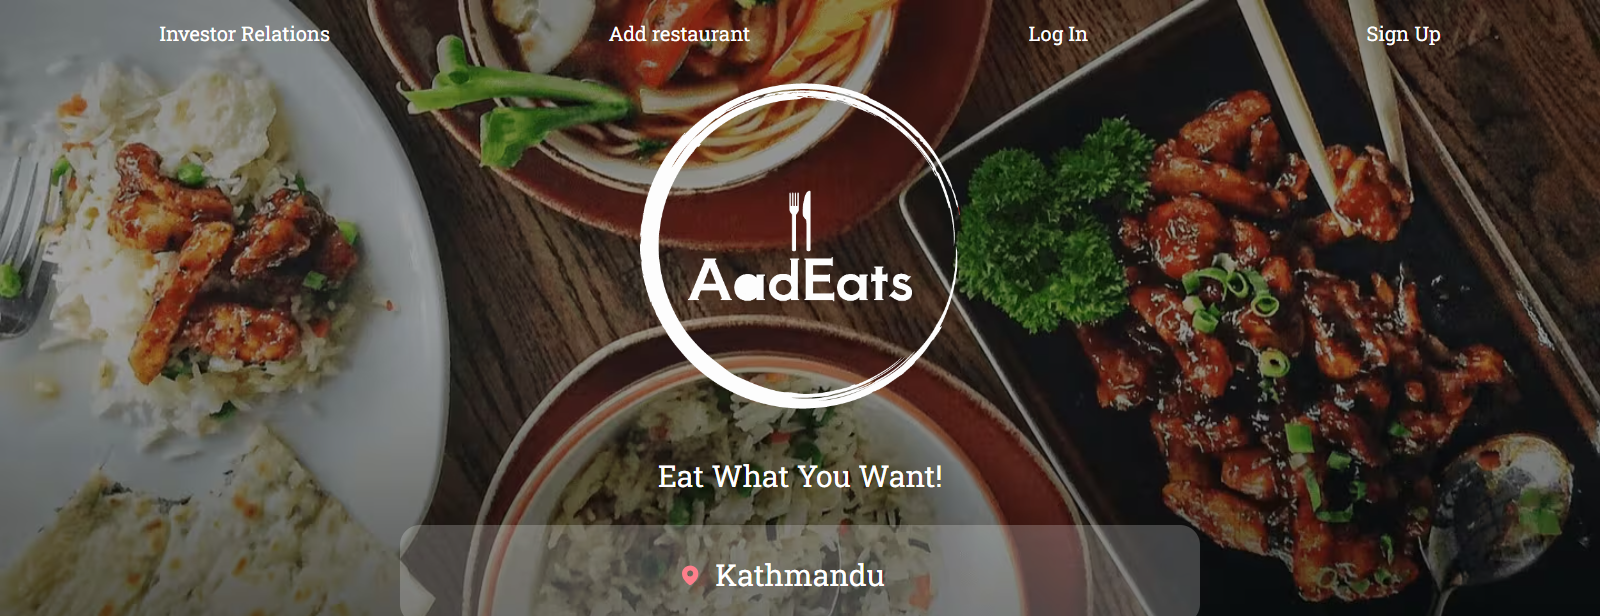 Investor Relations
Add restaurant
Log In
Sign Up
AadEats
Eat What You Want!
Kathmandu